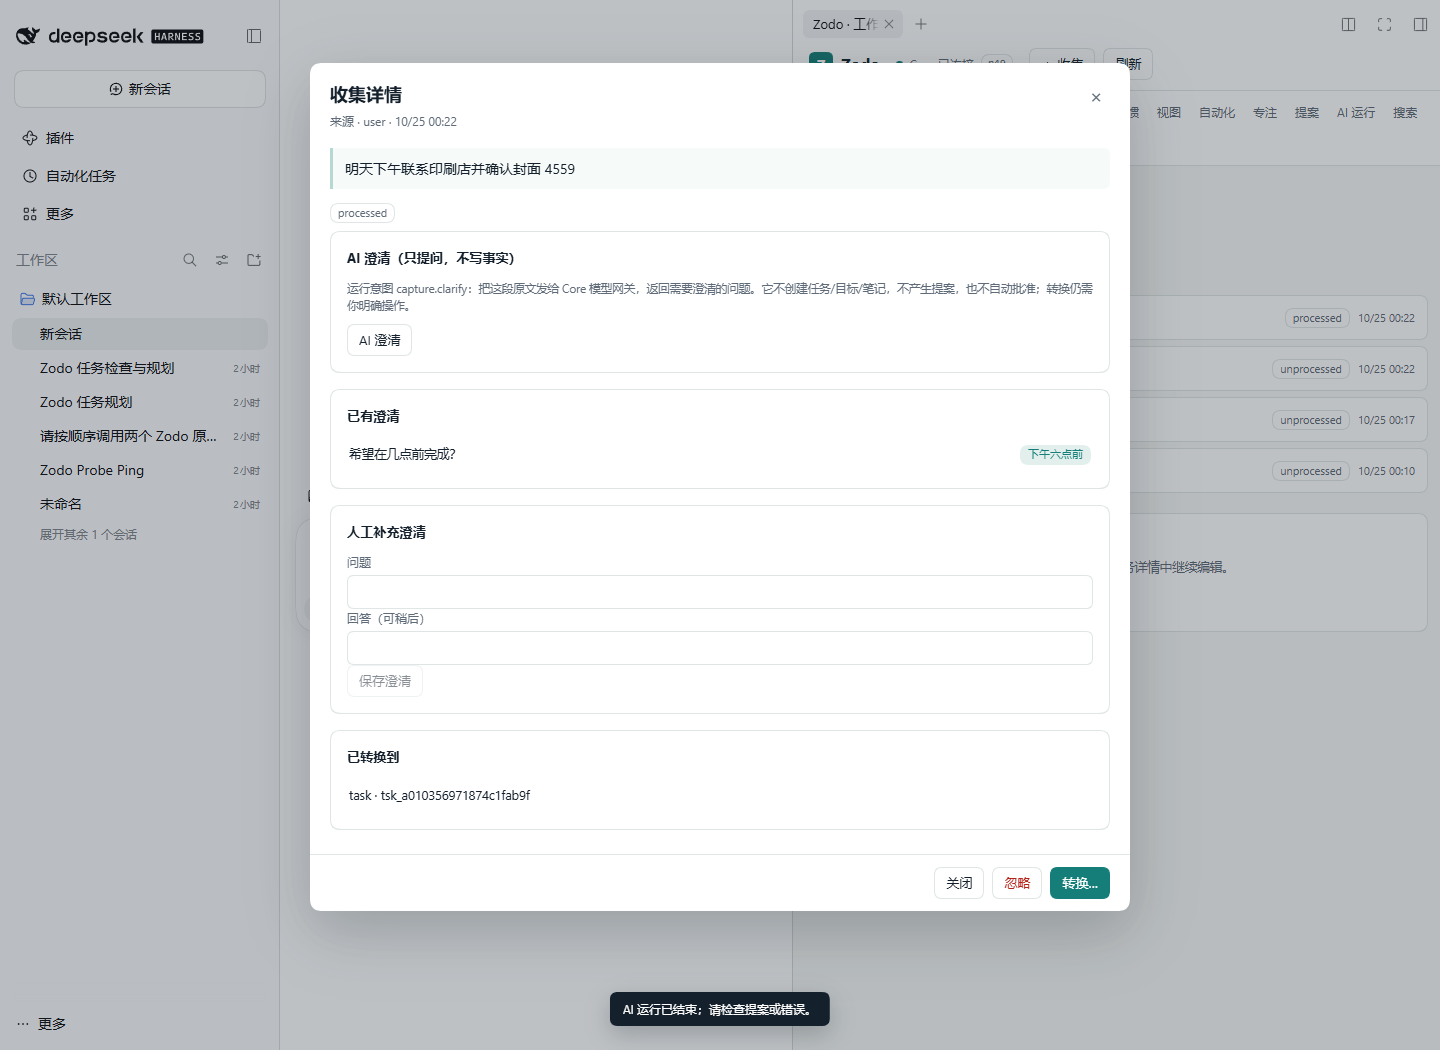 deepseek HARNESS
新会话
插件
自动化任务
更多
工作区
默认工作区
新会话
Zodo 任务检查与规划 2 小时
Zodo 任务规划 2 小时
请按顺序调用两个 Zodo 原... 2 小时
Zodo Probe Ping 2 小时
未命名 2 小时
展开其余 1 个会话
更多
Zodo · 工作
刷新
视图 自动化 专注 提案 AI 运行 搜索
processed 10/25 00:22
unprocessed 10/25 00:22
unprocessed 10/25 00:17
unprocessed 10/25 00:10
详情中继续编辑。
收集详情
来源 · user · 10/25 00:22
明天下午联系印刷店并确认封面 4559
processed
AI 澄清（只提问，不写事实）
运行意图 capture.clarify：把这段原文发给 Core 模型网关，返回需要澄清的问题。它不创建任务/目标/笔记，不产生提案，也不自动批准；转换仍需
你明确操作。
AI 澄清
已有澄清
希望在几点前完成？ 下午六点前
人工补充澄清
问题
回答（可稍后）
保存澄清
已转换到
task · tsk_a010356971874c1fab9f
关闭 忽略 转换...
AI 运行已结束；请检查提案或错误。